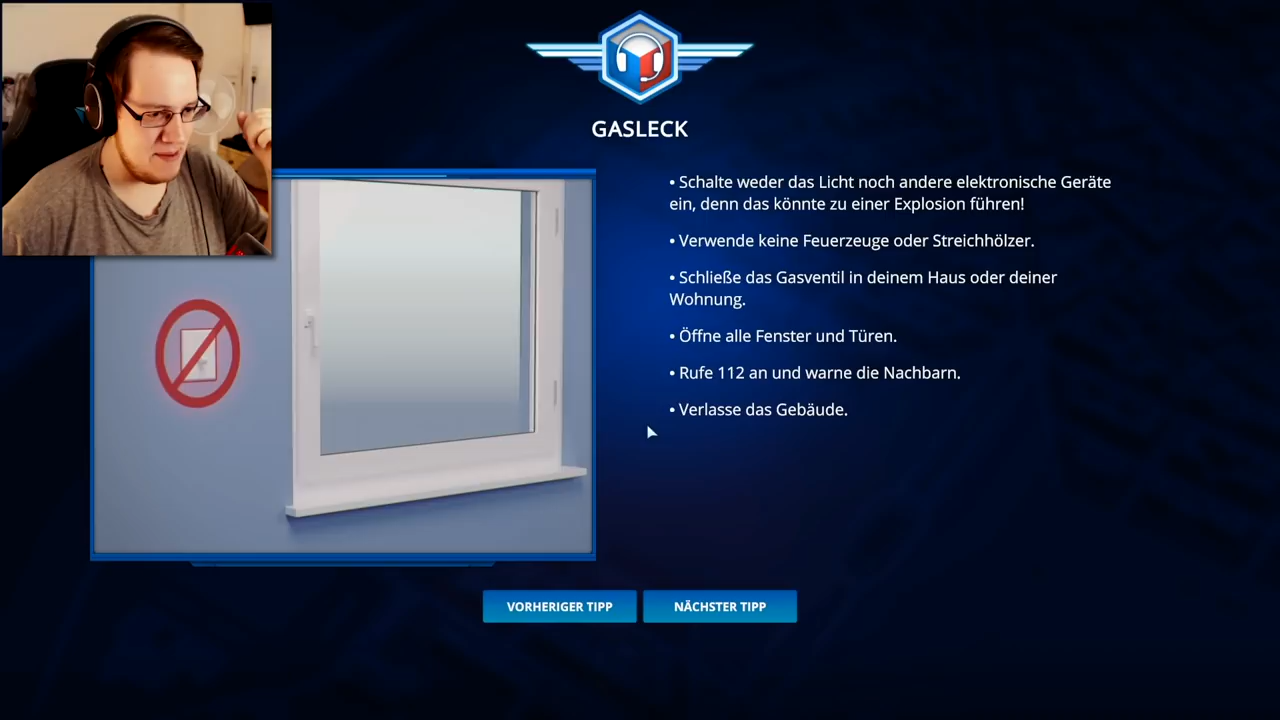 GASLECK
• Schalte weder das Licht noch andere elektronische Geräte
ein, denn das könnte zu einer Explosion führen!
• Verwende keine Feuerzeuge oder Streichhölzer.
• Schließe das Gasventil in deinem Haus oder deiner
Wohnung.
• Öffne alle Fenster und Türen.
• Rufe 112 an und warne die Nachbarn.
• Verlasse das Gebäude.
VORHERIGER TIPP
NÄCHSTER TIPP